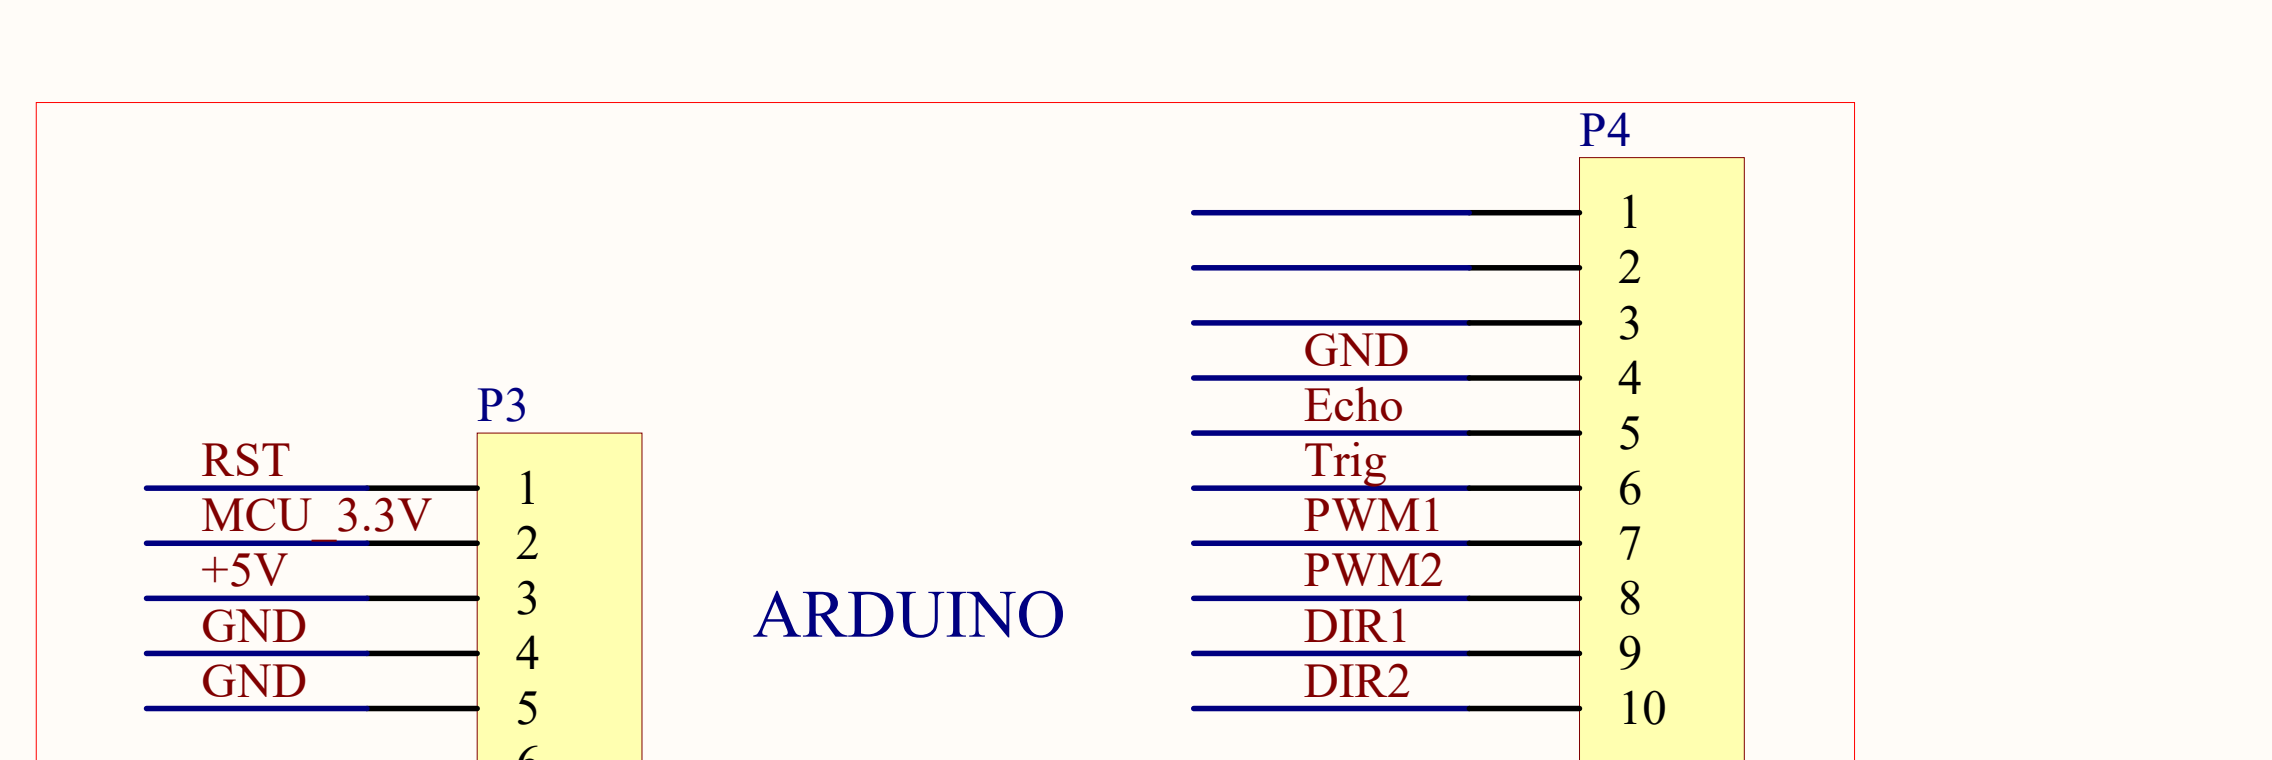 P4
1
2
3
GND 4
Echo 5
Trig 6
PWM1 7
PWM2 8
DIR1 9
DIR2 10
P3
RST 1
MCU_3.3V 2
+5V 3
GND 4
GND 5
ARDUINO